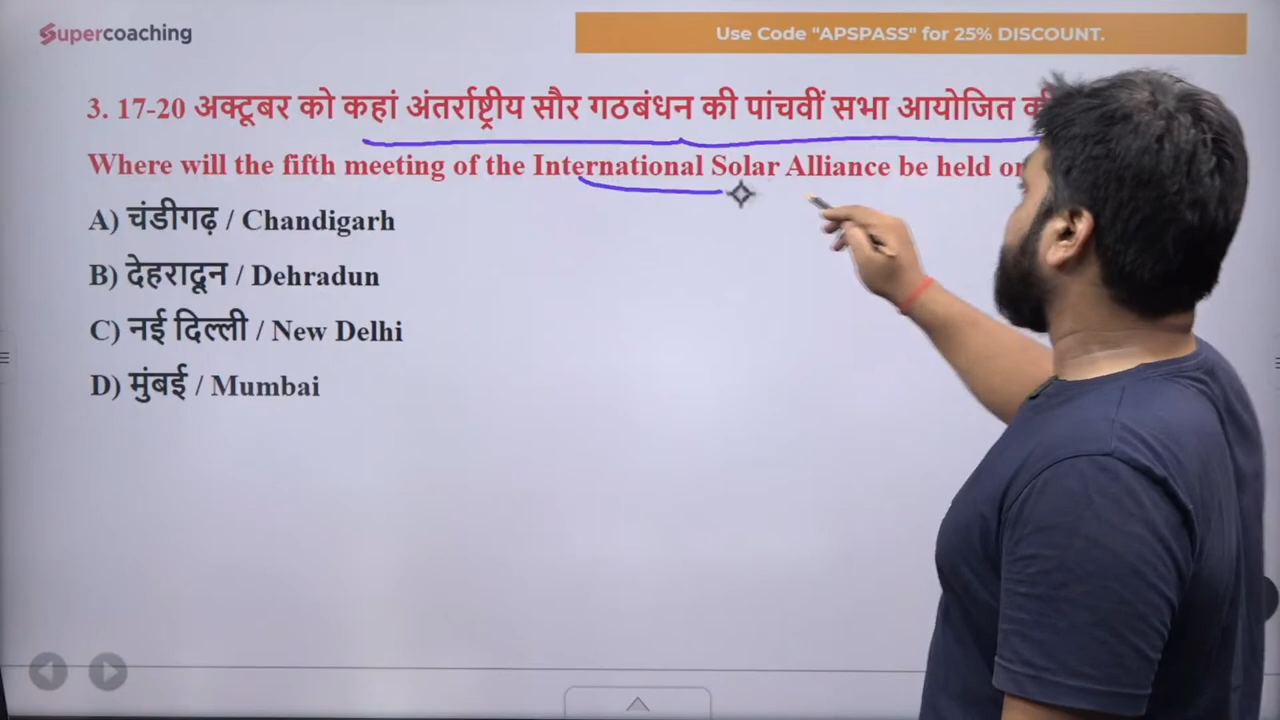 Supercoaching
Use Code "APSPASS" for 25% DISCOUNT.
3. 17-20 अक्टूबर को कहां अंतर्राष्ट्रीय सौर गठबंधन की पांचवीं सभा आयोजित
Where will the fifth meeting of the International Solar Alliance be held
A) चंडीगढ़ / Chandigarh
B) देहरादून / Dehradun
C) नई दिल्ली / New Delhi
D) मुंबई / Mumbai